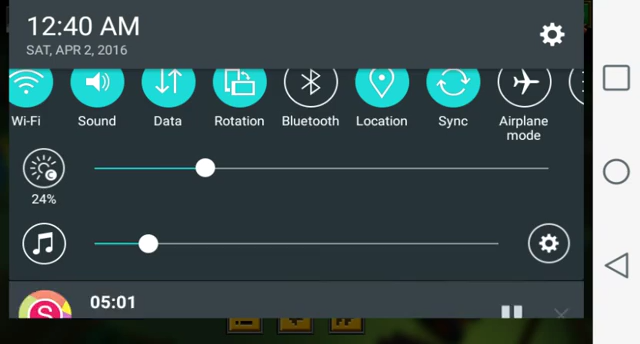 12:40 AM
SAT, APR 2, 2016
Wi-Fi
Sound
Data
Rotation
Bluetooth
Location
Sync
Airplane
mode
24%
05:01
S